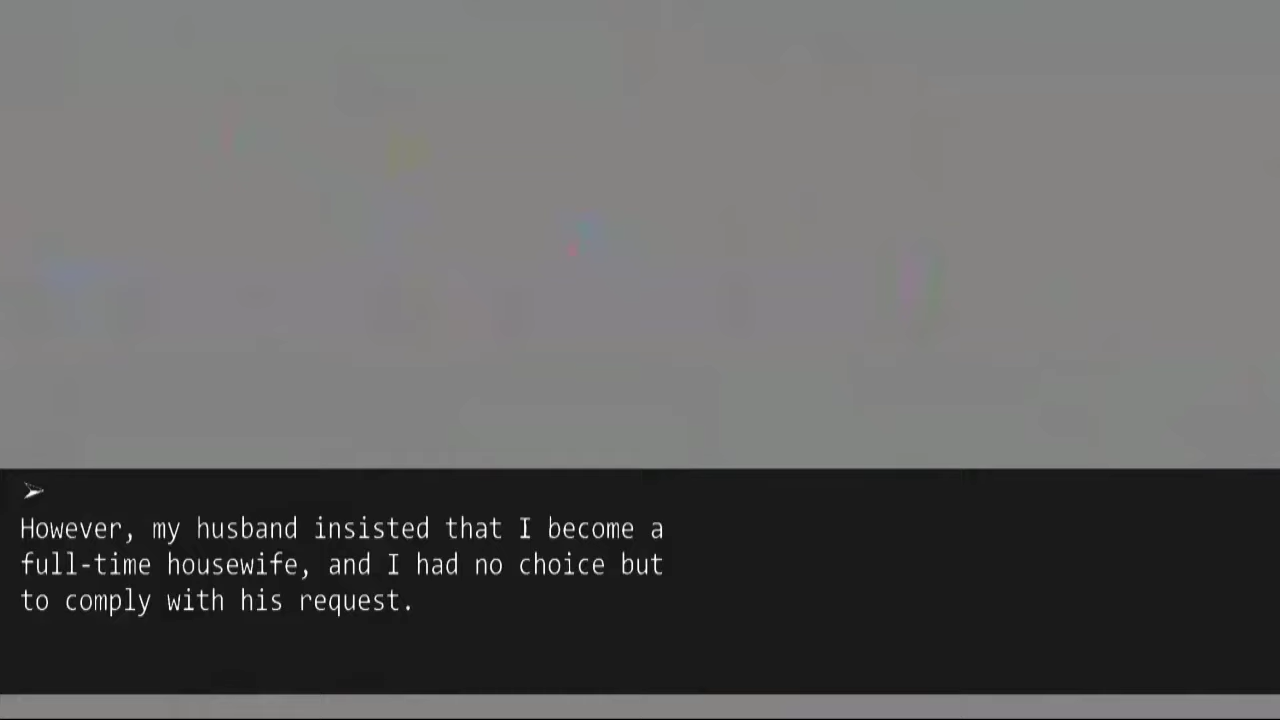 However, my husband insisted that I become a
full-time housewife, and I had no choice but
to comply with his request.